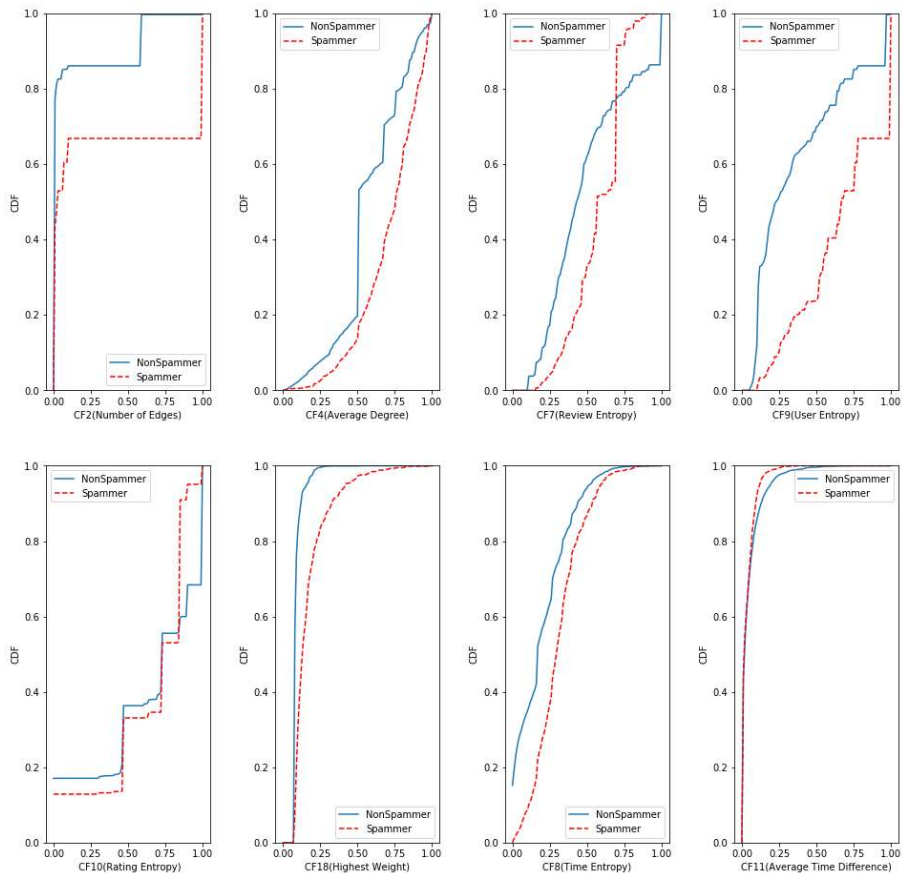 1.0
0.8
0.6
0.4
0.2
0.0
CDF
NonSpammer
Spammer
0.00 0.25 0.50 0.75 1.00
CF2(Number of Edges)
1.0
0.8
0.6
0.4
0.2
0.0
CDF
NonSpammer
Spammer
0.00 0.25 0.50 0.75 1.00
CF4(Average Degree)
1.0
0.8
0.6
0.4
0.2
0.0
CDF
NonSpammer
Spammer
0.00 0.25 0.50 0.75 1.00
CF7(Review Entropy)
1.0
0.8
0.6
0.4
0.2
0.0
CDF
NonSpammer
Spammer
0.00 0.25 0.50 0.75 1.00
CF9(User Entropy)
1.0
0.8
0.6
0.4
0.2
0.0
CDF
NonSpammer
Spammer
0.00 0.25 0.50 0.75 1.00
CF10(Rating Entropy)
1.0
0.8
0.6
0.4
0.2
0.0
CDF
NonSpammer
Spammer
0.00 0.25 0.50 0.75 1.00
CF18(Highest Weight)
1.0
0.8
0.6
0.4
0.2
0.0
CDF
NonSpammer
Spammer
0.00 0.25 0.50 0.75 1.00
CF8(Time Entropy)
1.0
0.8
0.6
0.4
0.2
0.0
CDF
NonSpammer
Spammer
0.00 0.25 0.50 0.75 1.00
CF11(Average Time Difference)